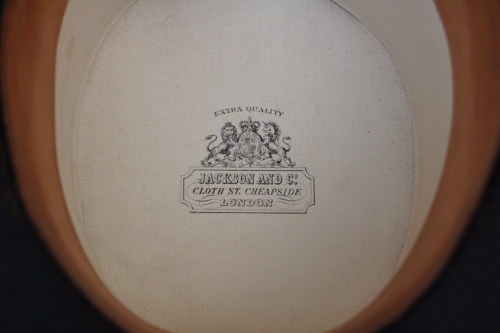 EXTRA QUALITY
JACKSON AND Co.
CLOTH ST. CHEAPSIDE
LONDON